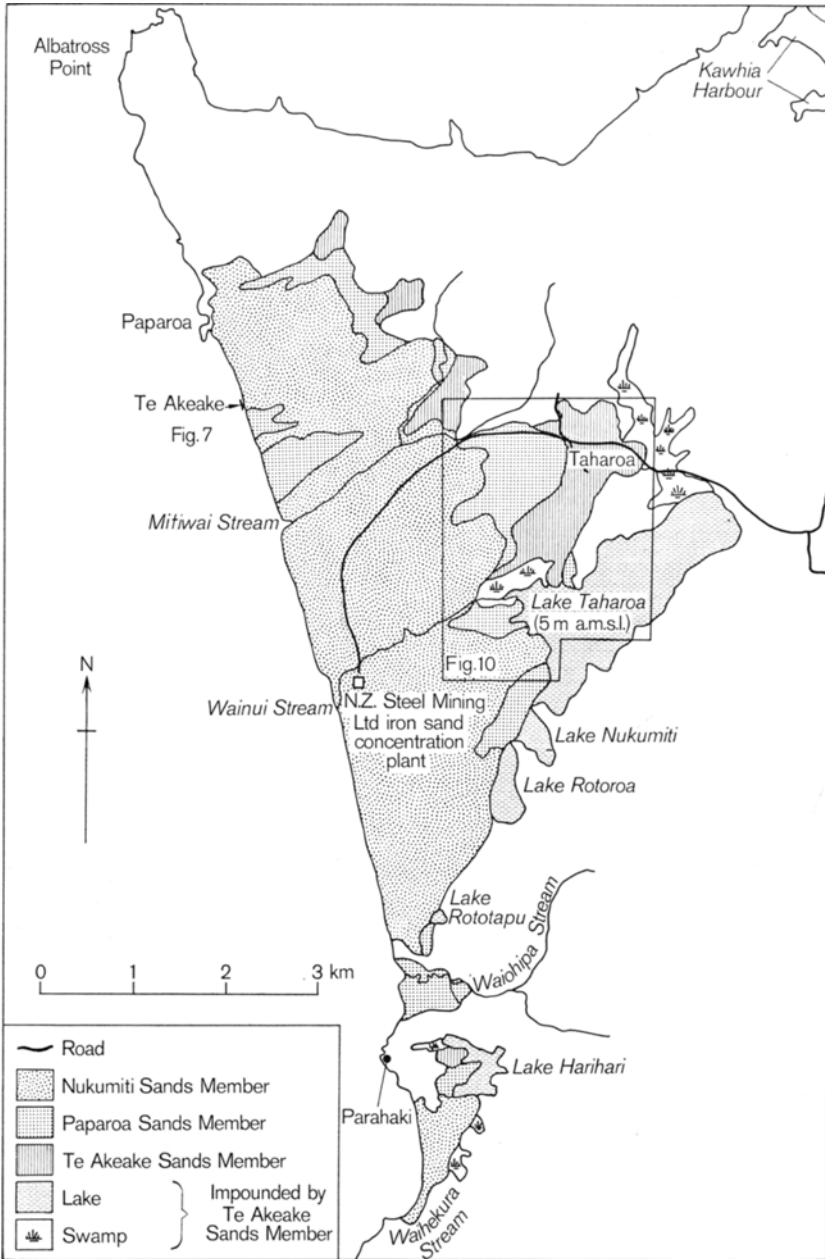 Albatross
Point
Kawhia
Harbour
Paparoa
Te Akeake
Fig.7
Taharoa
Mitiwai Stream
Lake Taharoa
(5 m a.m.s.l.)
N
Fig.10
Wainui Stream
N.Z. Steel Mining
Ltd iron sand
concentration
plant
Lake Nukumiti
Lake Rotoroa
Lake
Rototapu
Waiohipa Stream
0 1 2 3 km
Lake Harihari
Parahaki
Waihekura
Stream
Road
Nukumiti Sands Member
Paparoa Sands Member
Te Akeake Sands Member
Lake
Swamp
Impounded by
Te Akeake
Sands Member